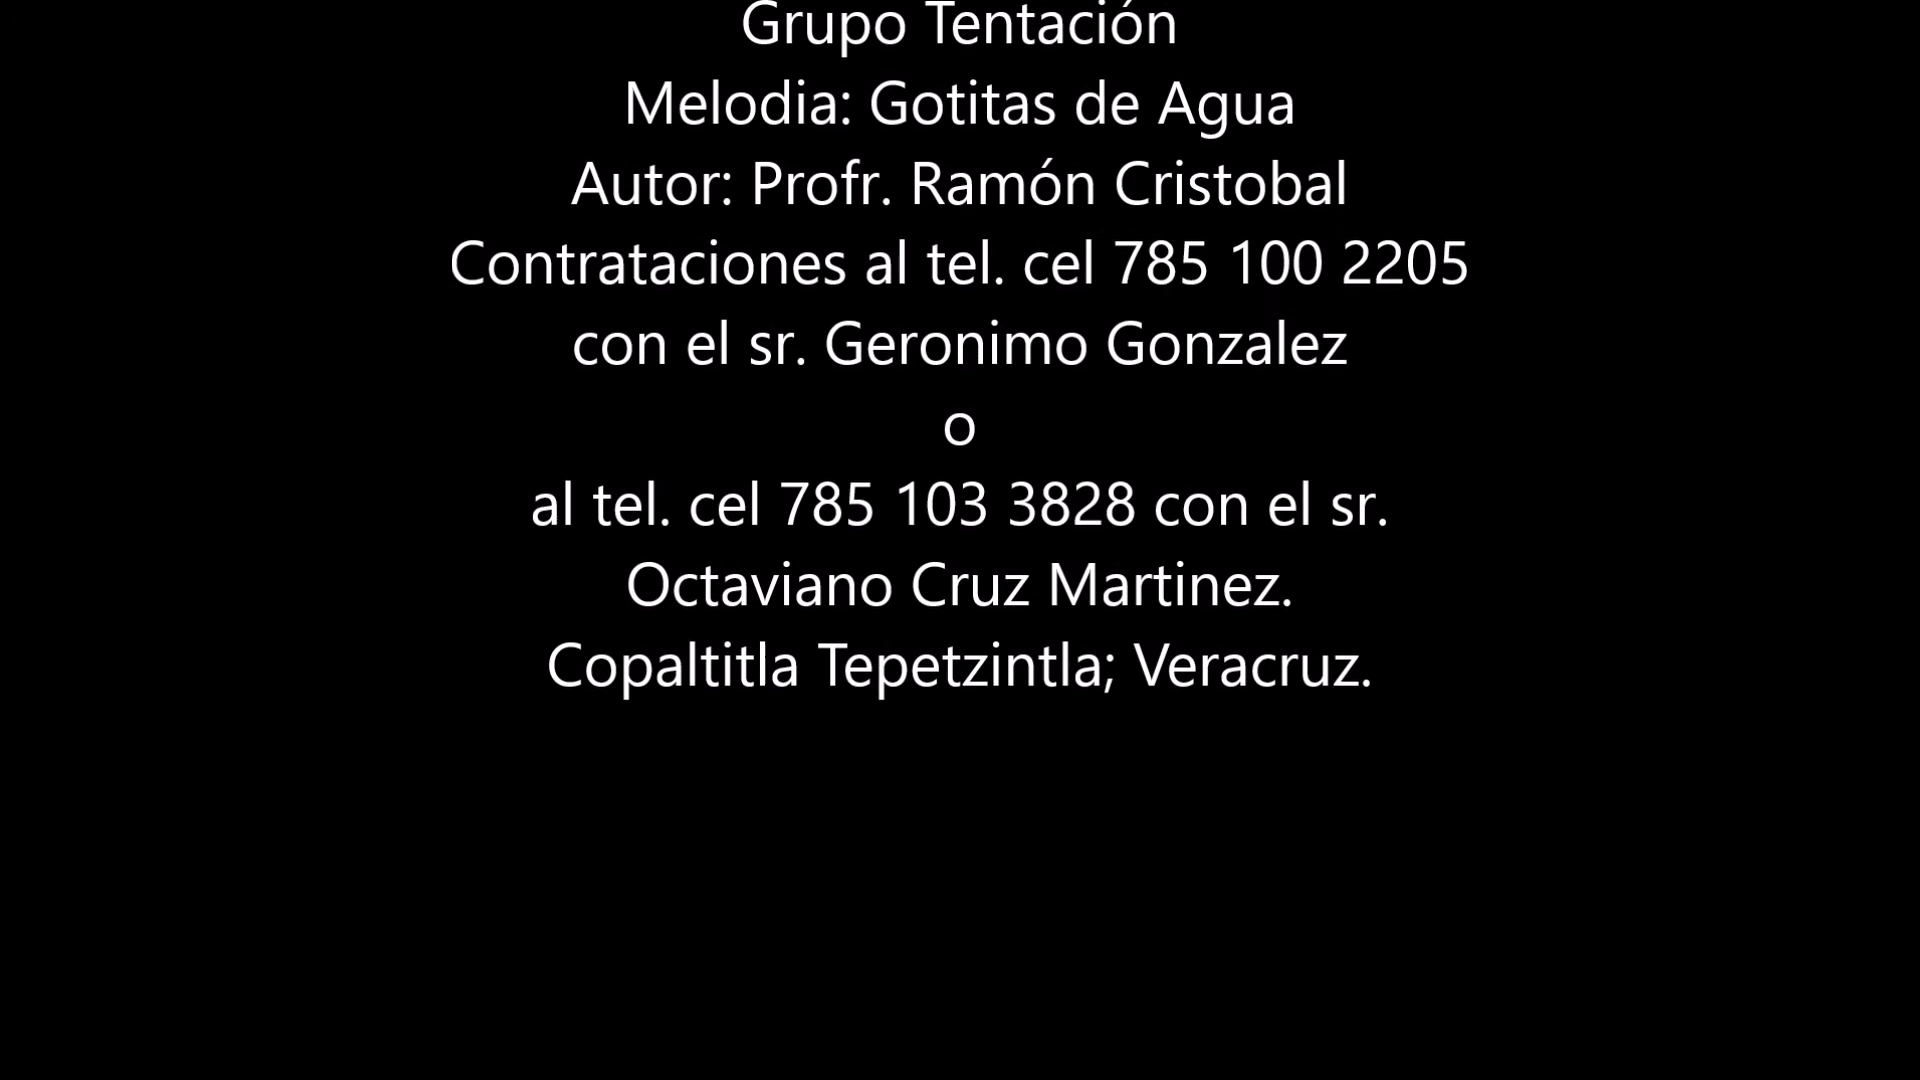 Grupo Tentación
Melodia: Gotitas de Agua
Autor: Profr. Ramón Cristobal
Contrataciones al tel. cel 785 100 2205
con el sr. Geronimo Gonzalez
o
al tel. cel 785 103 3828 con el sr.
Octaviano Cruz Martinez.
Copaltitla Tepetzintla; Veracruz.